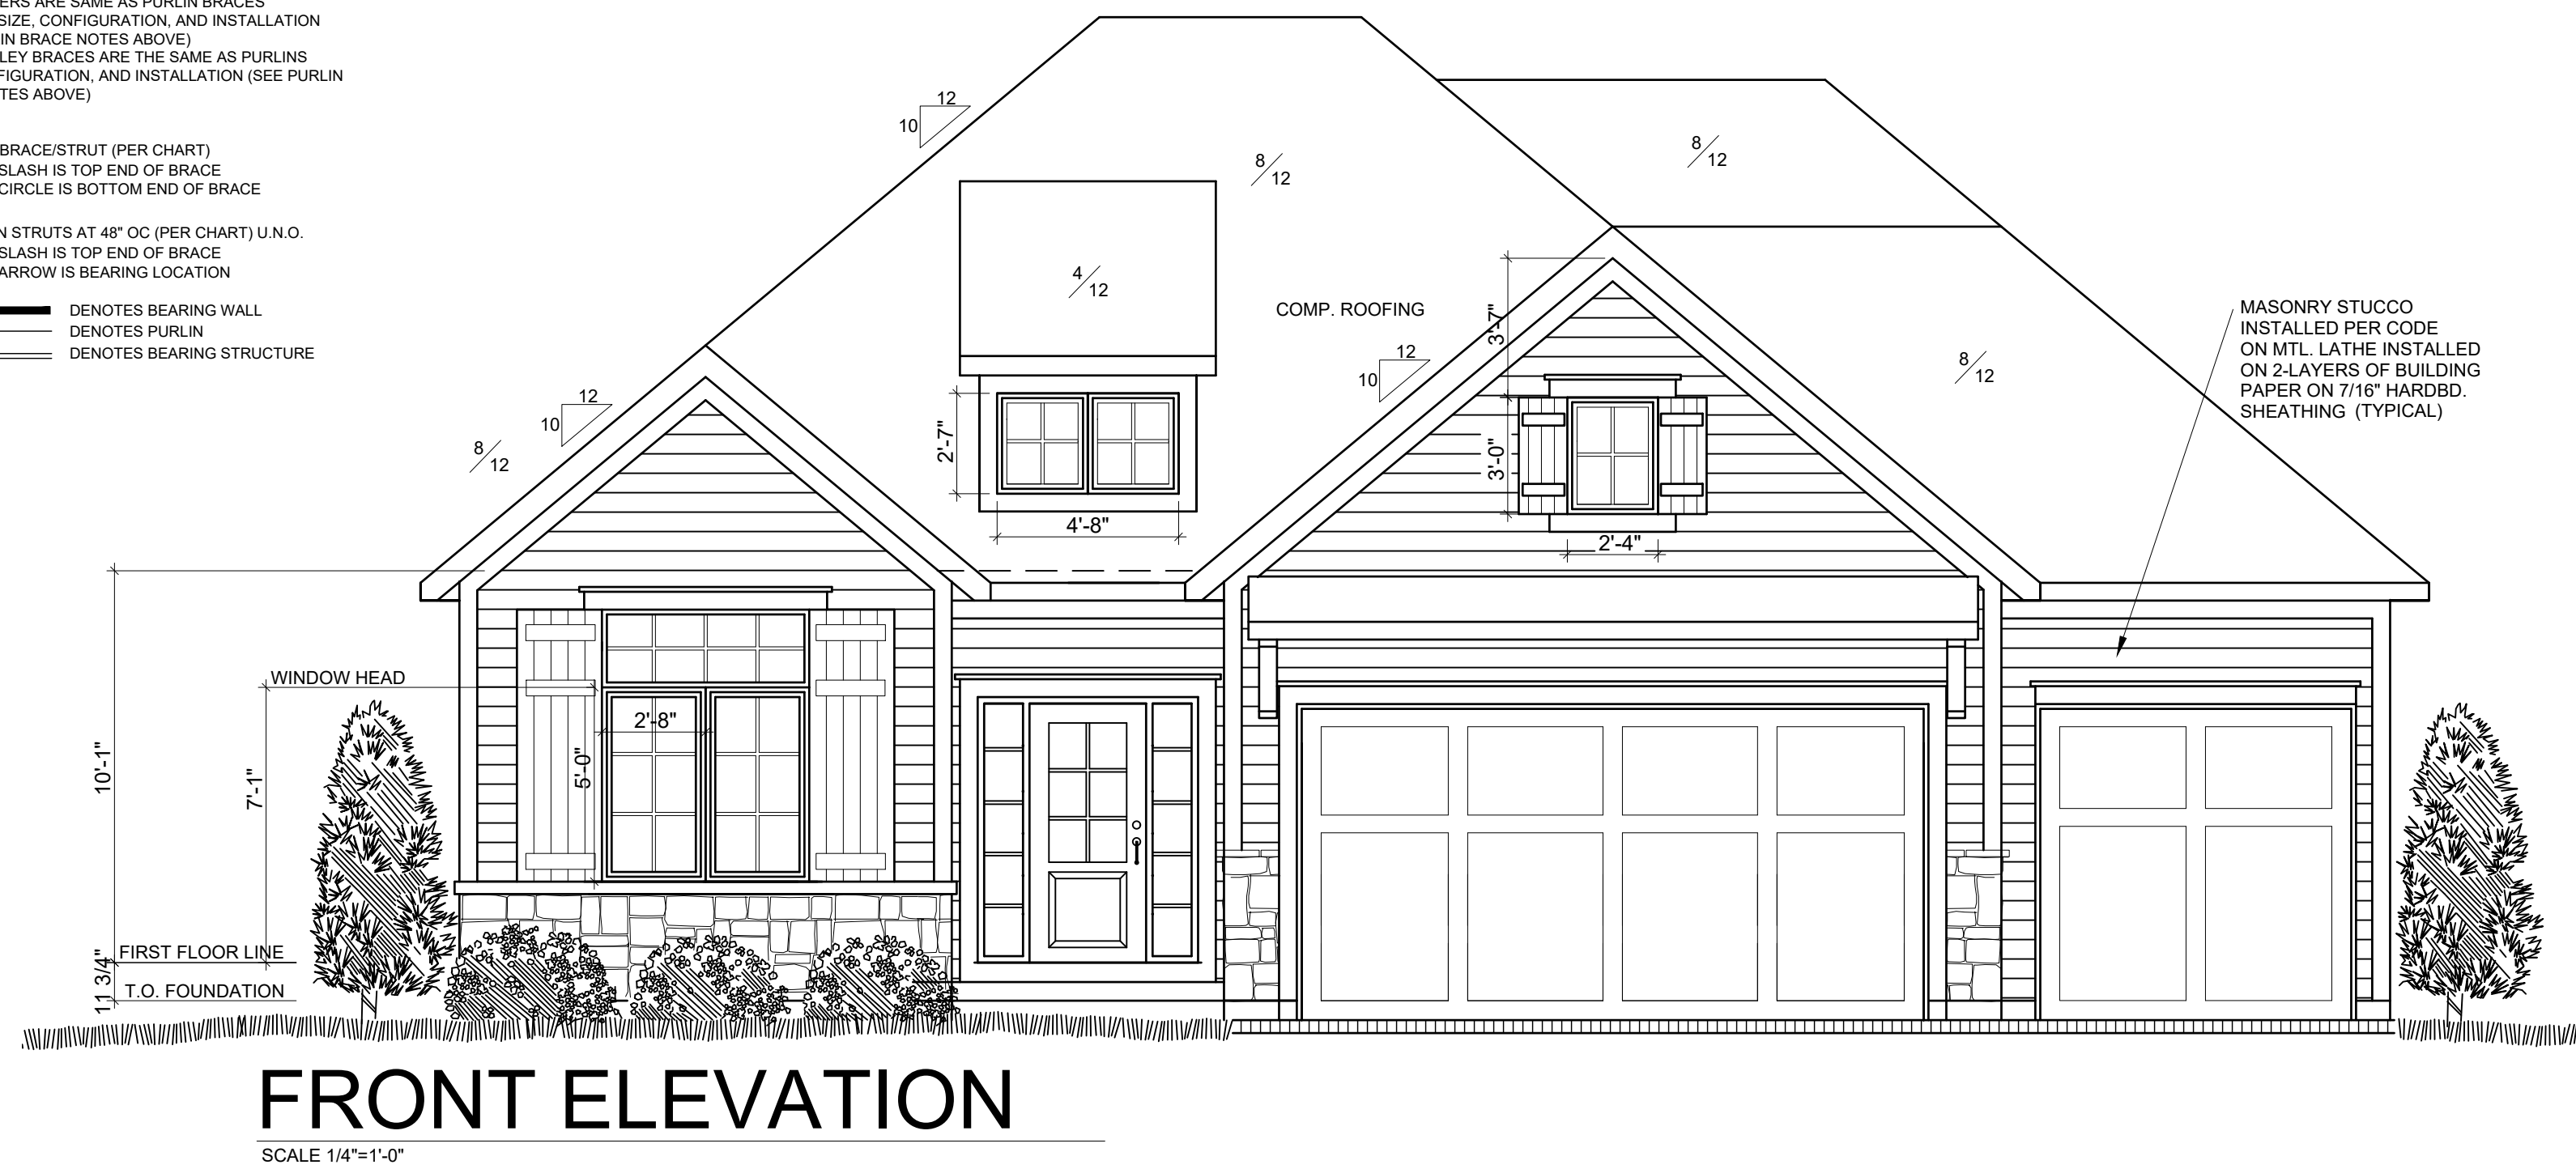 ERS ARE SAME AS PURLIN BRACES
SIZE, CONFIGURATION, AND INSTALLATION
IN BRACE NOTES ABOVE)
LEY BRACES ARE THE SAME AS PURLINS
FIGURATION, AND INSTALLATION (SEE PURLIN
TES ABOVE)
BRACE/STRUT (PER CHART)
SLASH IS TOP END OF BRACE
CIRCLE IS BOTTOM END OF BRACE
N STRUTS AT 48" OC (PER CHART) U.N.O.
SLASH IS TOP END OF BRACE
ARROW IS BEARING LOCATION
DENOTES BEARING WALL
DENOTES PURLIN
DENOTES BEARING STRUCTURE
12
10
8/12
8/12
4/12
COMP. ROOFING
3'-7"
12
10
8/12
MASONRY STUCCO
INSTALLED PER CODE
ON MTL. LATHE INSTALLED
ON 2-LAYERS OF BUILDING
PAPER ON 7/16" HARDBD.
SHEATHING (TYPICAL)
12
10
8/12
2'-7"
4'-8"
3'-0"
2'-4"
WINDOW HEAD
2'-8"
5'-0"
10'-1"
7'-1"
FIRST FLOOR LINE
11 3/4"
T.O. FOUNDATION
FRONT ELEVATION
SCALE 1/4"=1'-0"